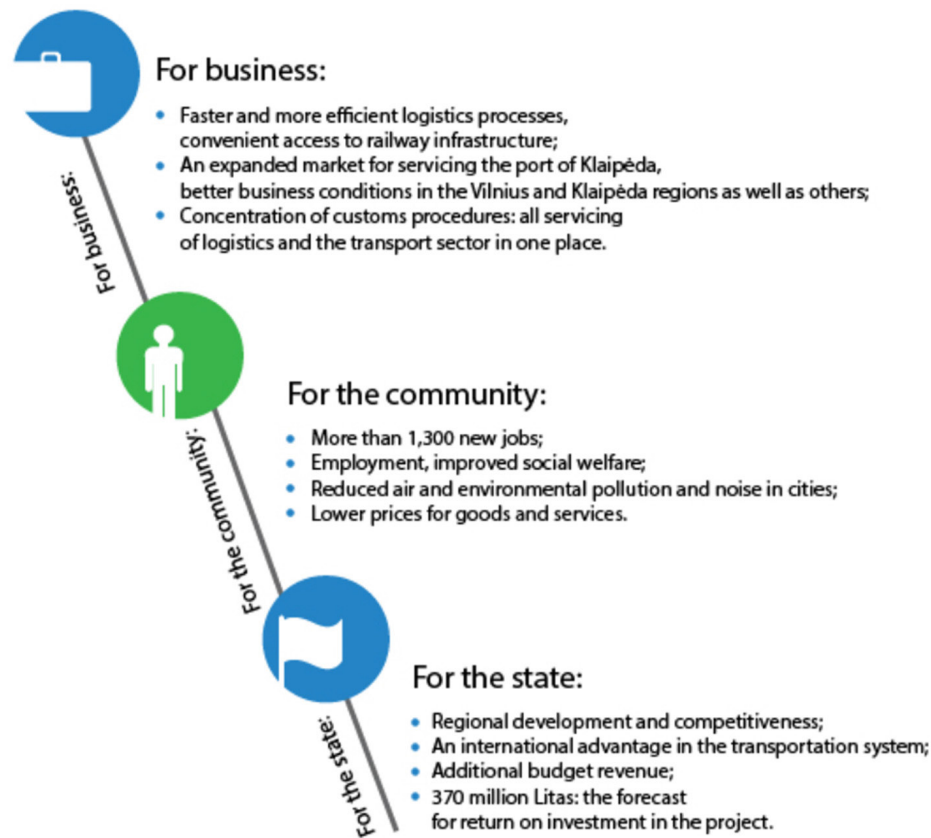 For business:
Faster and more efficient logistics processes,
convenient access to railway infrastructure;
An expanded market for servicing the port of Klaipėda,
better business conditions in the Vilnius and Klaipėda regions as well as others;
Concentration of customs procedures: all servicing
of logistics and the transport sector in one place.
For business:
For the community:
More than 1,300 new jobs;
Employment, improved social welfare;
Reduced air and environmental pollution and noise in cities;
Lower prices for goods and services.
For the community:
For the state:
Regional development and competitiveness;
An international advantage in the transportation system;
Additional budget revenue;
370 million Litas: the forecast
for return on investment in the project.
For the state: